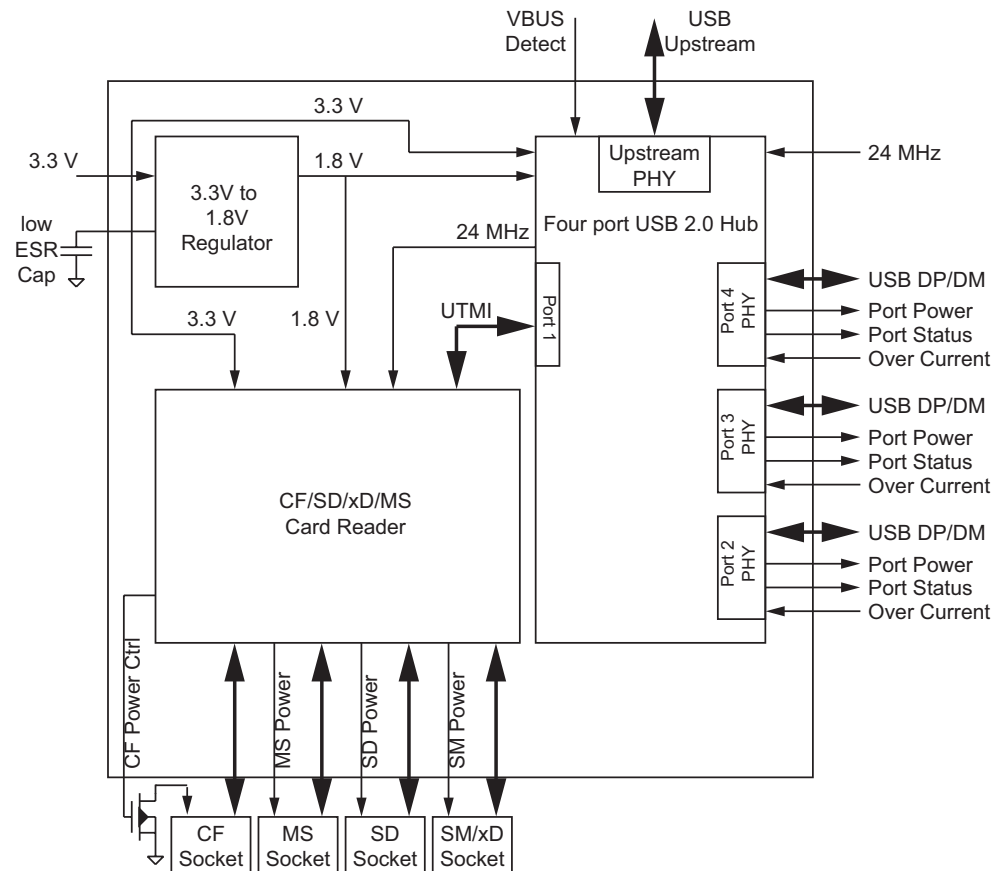 VBUS
Detect
USB
Upstream
3.3 V
3.3 V
1.8 V
24 MHz
3.3V to
1.8V
Regulator
Upstream
PHY
low
ESR
Cap
24 MHz
Four port USB 2.0 Hub
3.3 V
1.8 V
UTMI
Port 1
Port 4
PHY
USB DP/DM
Port Power
Port Status
Over Current
Port 3
PHY
USB DP/DM
Port Power
Port Status
Over Current
CF/SD/xD/MS
Card Reader
Port 2
PHY
USB DP/DM
Port Power
Port Status
Over Current
CF Power Ctrl
MS Power
SD Power
SM Power
CF
Socket
MS
Socket
SD
Socket
SM/xD
Socket